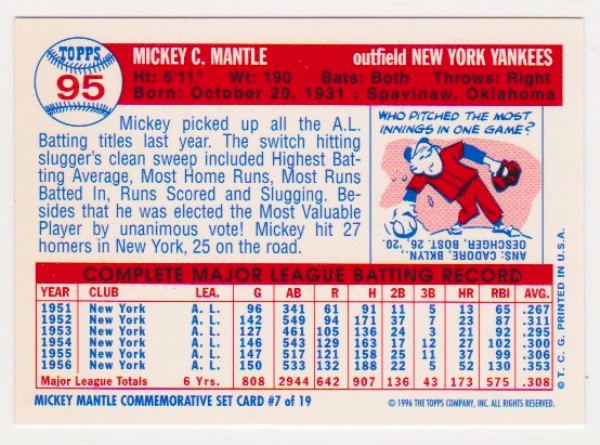 TOPPS
95
MICKEY C. MANTLE outfield NEW YORK YANKEES
Ht: 5'11" Wt: 190 Bats: Both Throws: Right
Born: October 20, 1931 ; Spavinaw, Oklahoma
Mickey picked up all the A.L.
Batting titles last year. The switch hitting
slugger's clean sweep included Highest Bat-
ting Average, Most Home Runs, Most Runs
Batted In, Runs Scored and Slugging. Be-
sides that he was elected the Most Valuable
Player by unanimous vote! Mickey hit 27
homers in New York, 25 on the road.
WHO PITCHED THE MOST
INNINGS IN ONE GAME?
ANS: CADORE, BKLYN..
OESCHGER, BOST. 26, '20.
COMPLETE MAJOR LEAGUE BATTING RECORD
YEAR CLUB LEA. G AB R H 2B 3B HR RBI AVG.
1951 New York A. L. 96 341 61 91 11 5 13 65 .267
1952 New York A. L. 142 549 94 171 37 7 23 87 .311
1953 New York A. L. 127 461 105 136 24 3 21 92 .295
1954 New York A. L. 146 543 129 163 17 12 27 102 .300
1955 New York A. L. 147 517 121 158 25 11 37 99 .306
1956 New York A. L. 150 533 132 188 22 5 52 130 .353
Major League Totals 6 Yrs. 808 2944 642 907 136 43 173 575 .308
MICKEY MANTLE COMMEMORATIVE SET CARD #7 of 19
© 1996 THE TOPPS COMPANY, INC. ALL RIGHTS RESERVED.
© T. C. G. PRINTED IN U.S.A.